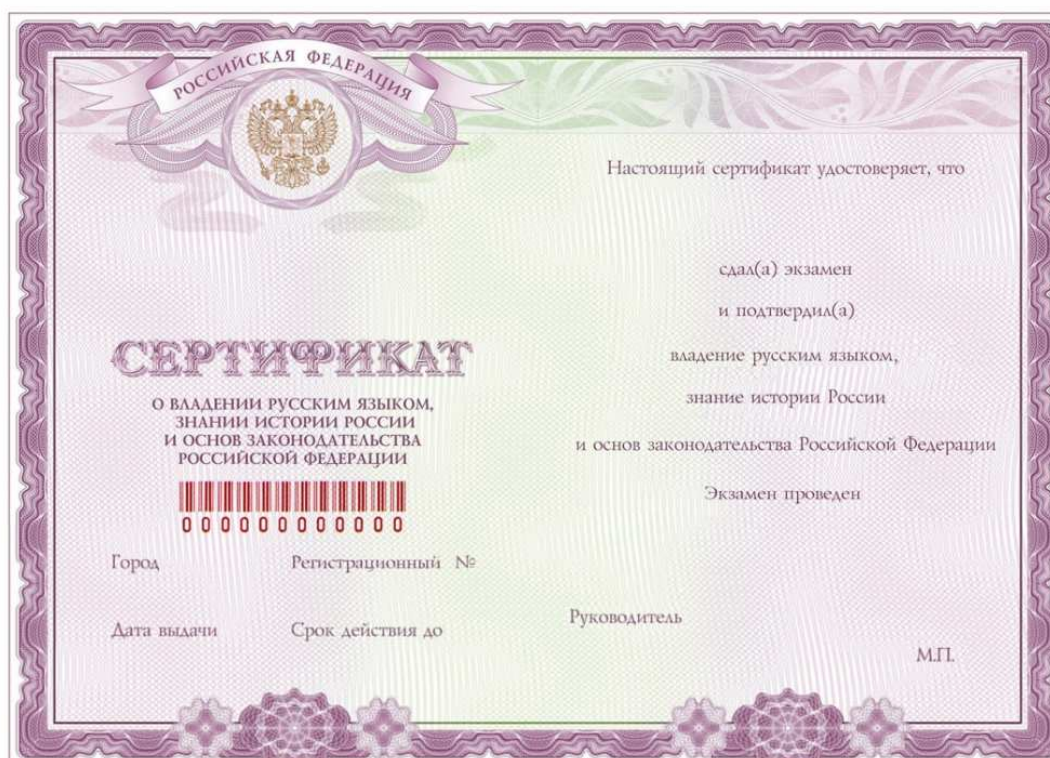 РОССИЙСКАЯ ФЕДЕРАЦИЯ
СЕРТИФИКАТ
О ВЛАДЕНИИ РУССКИМ ЯЗЫКОМ,
ЗНАНИИ ИСТОРИИ РОССИИ
И ОСНОВ ЗАКОНОДАТЕЛЬСТВА
РОССИЙСКОЙ ФЕДЕРАЦИИ
000000000000
Город
Регистрационный №
Дата выдачи
Срок действия до
Настоящий сертификат удостоверяет, что
сдал(а) экзамен
и подтвердил(а)
владение русским языком,
знание истории России
и основ законодательства Российской Федерации
Экзамен проведен
Руководитель
М.П.